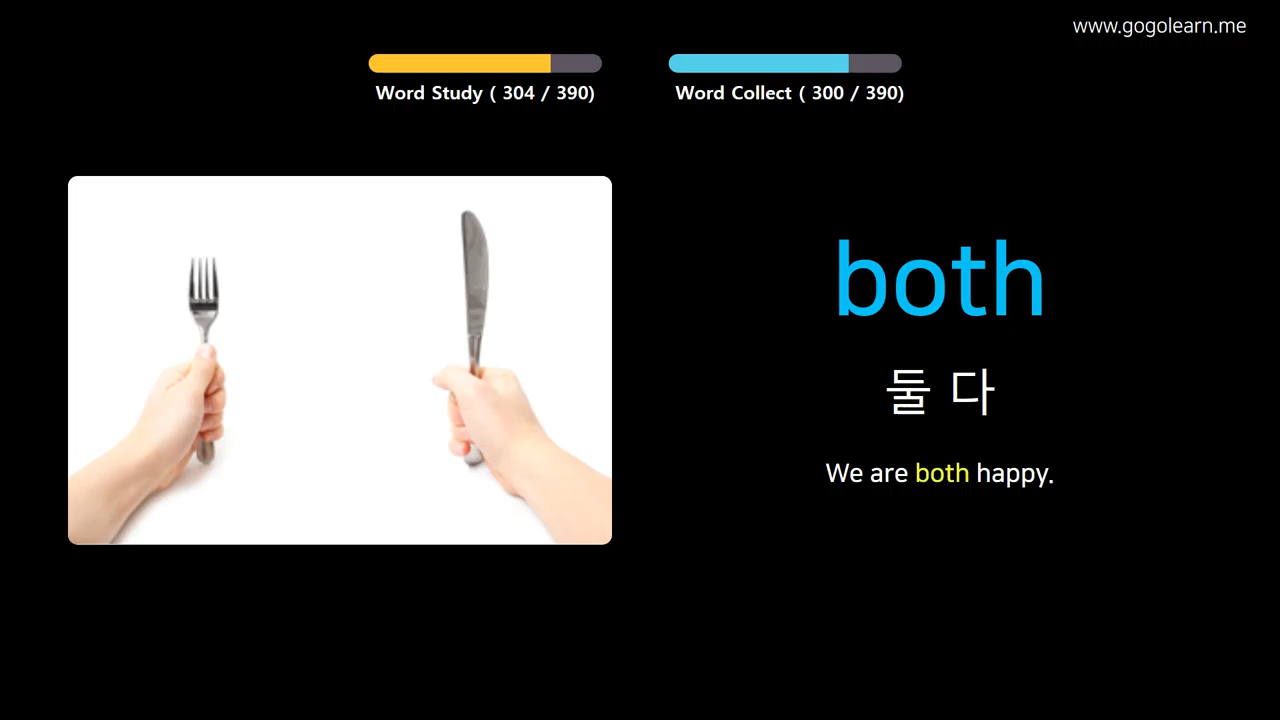 www.gogolearn.me
Word Study ( 304 / 390)
Word Collect ( 300 / 390)
both
둘 다
We are both happy.